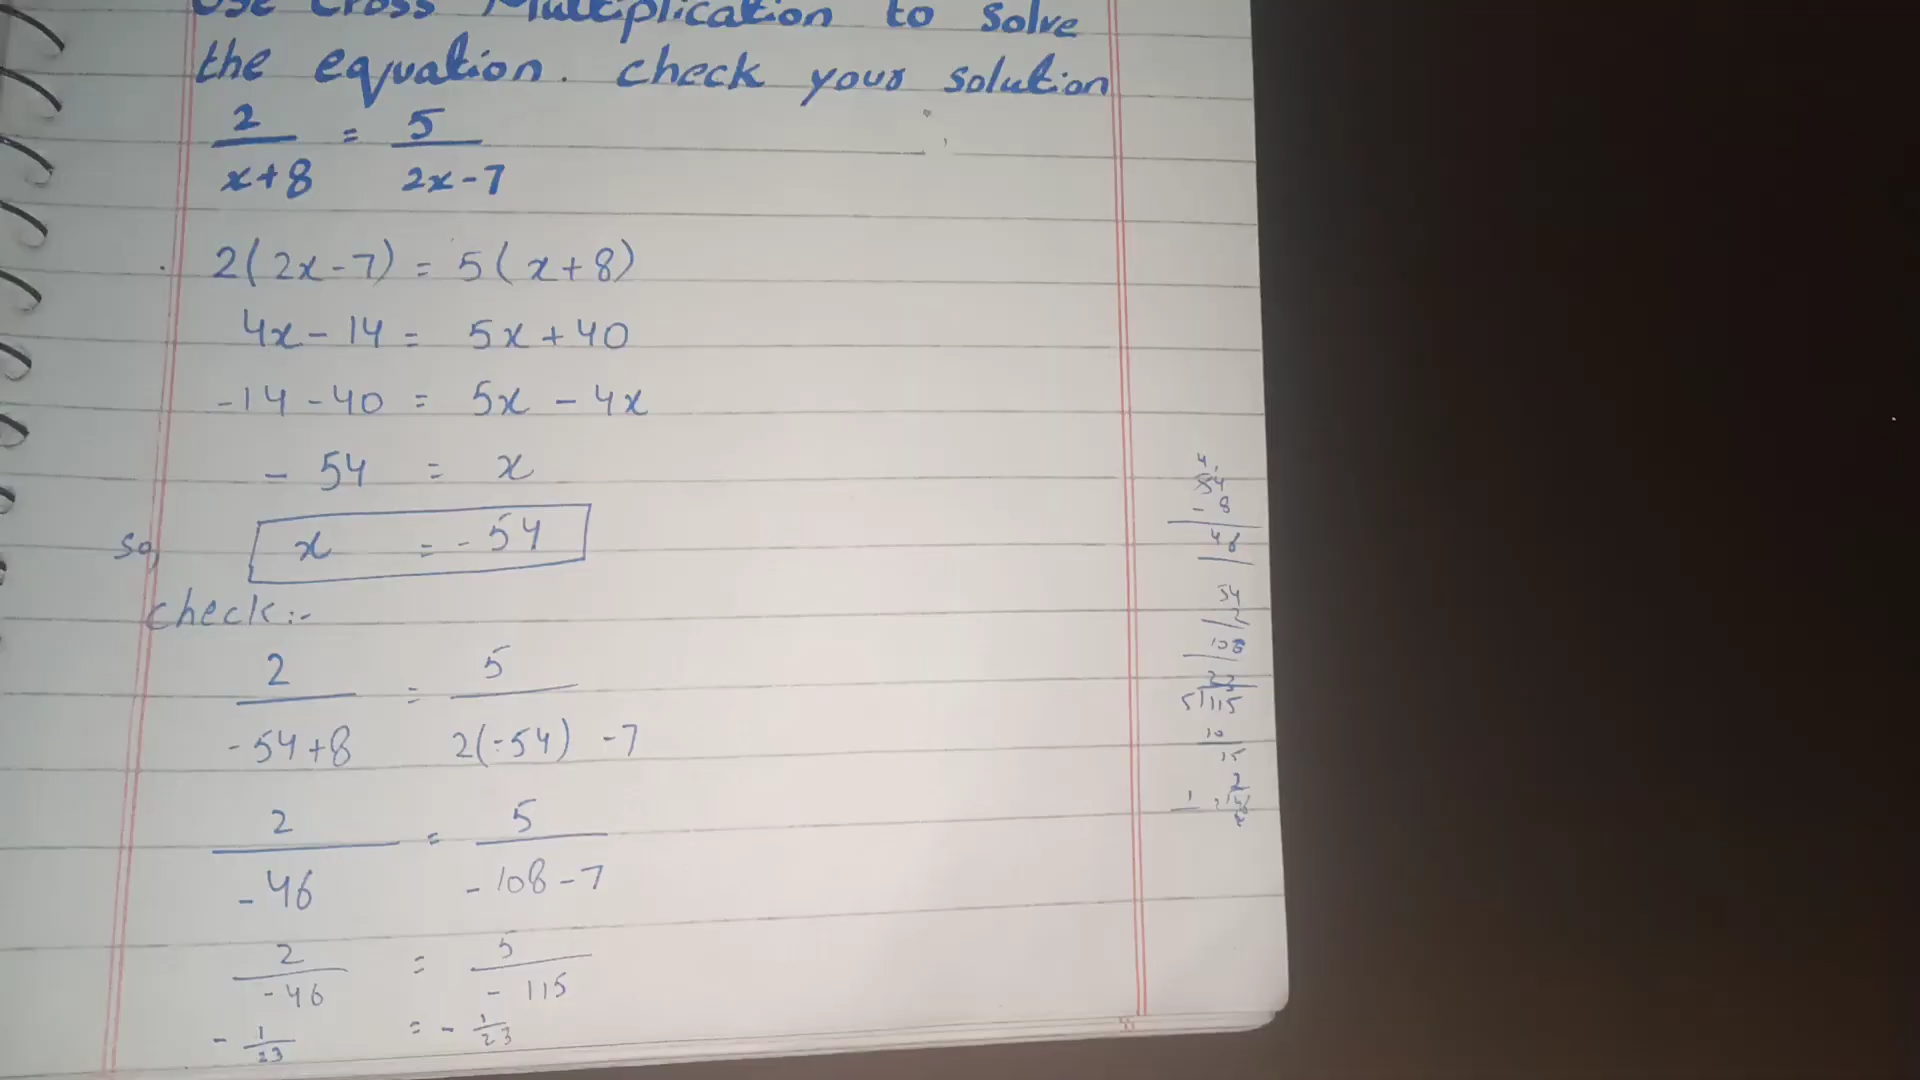 Use Cross Multiplication to solve
the equation. check your solution
2/(x+8) = 5/(2x-7)
2(2x-7) = 5(x+8)
4x-14 = 5x+40
-14-40 = 5x-4x
-54 = x
so x = -54
check:-
2/(-54+8) = 5/(2(-54)-7)
2/-46 = 5/(-108-7)
2/-46 = 5/-115
-1/23 = -1/23
54
-8
46
54
2
108
23
5)115
10
15